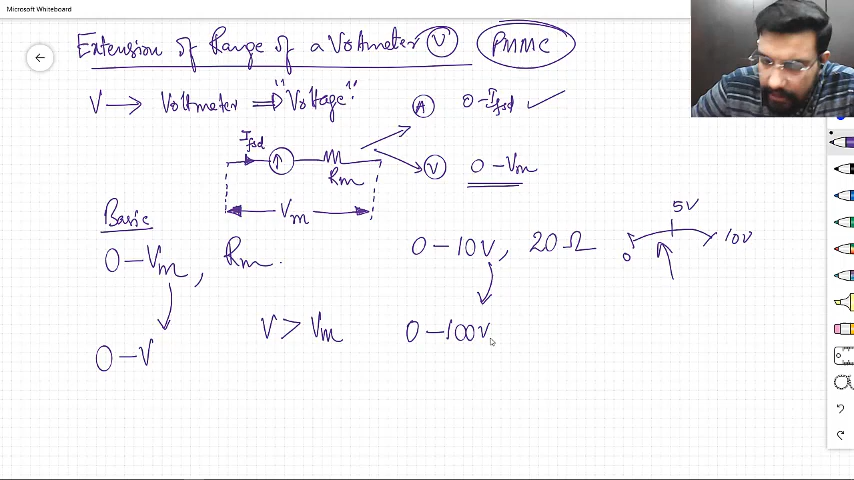 Microsoft Whiteboard
Extension of Range of a Voltmeter V PMMC
V → Voltmeter ⇒ "Voltage".
A 0-Ifsd ✓
Ifsd
Rm
V 0-Vm
Vm
Basic
0-Vm, Rm.
0-10V, 20Ω
0 5V 10V
0-V
V > Vm
0-100V